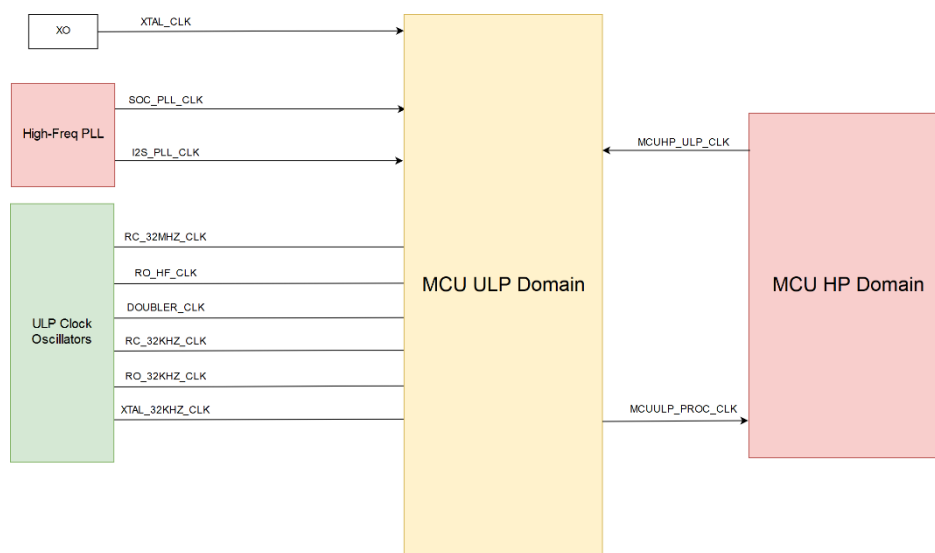 XO
XTAL_CLK
High-Freq PLL
SOC_PLL_CLK
I2S_PLL_CLK
ULP Clock
Oscillators
RC_32MHZ_CLK
RO_HF_CLK
DOUBLER_CLK
RC_32KHZ_CLK
RO_32KHZ_CLK
XTAL_32KHZ_CLK
MCU ULP Domain
MCUHP_ULP_CLK
MCUULP_PROC_CLK
MCU HP Domain